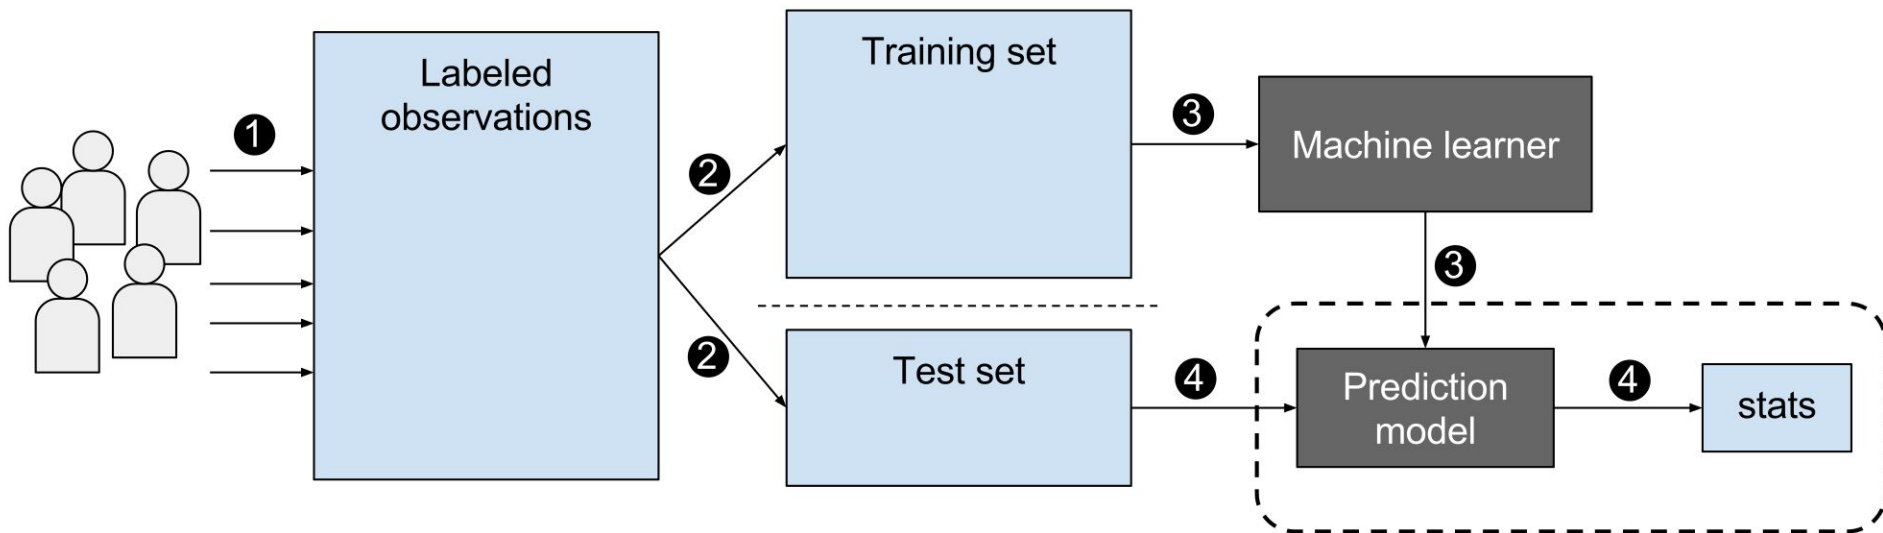 1
Labeled
observations
2
2
Training set
Test set
3
Machine learner
3
4
Prediction
model
4
stats